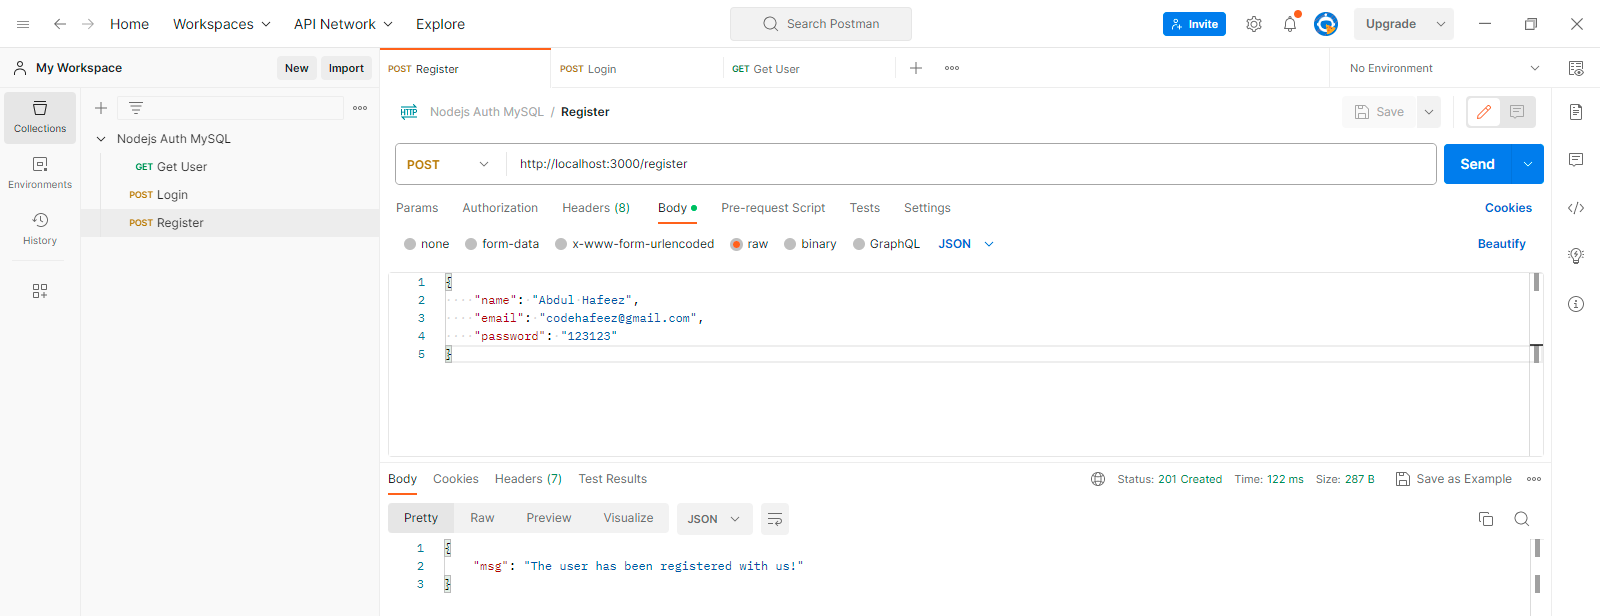 Home Workspaces API Network Explore Search Postman Invite Upgrade
My Workspace New Import POST Register POST Login GET Get User No Environment
Collections
Environments
History
Nodejs Auth MySQL
GET Get User
POST Login
POST Register
HTTP Nodejs Auth MySQL / Register Save
POST http://localhost:3000/register Send
Params Authorization Headers (8) Body Pre-request Script Tests Settings Cookies
none form-data x-www-form-urlencoded raw binary GraphQL JSON Beautify
1 {
2 "name": "Abdul Hafeez",
3 "email": "codehafeez@gmail.com",
4 "password": "123123"
5 }
Body Cookies Headers (7) Test Results Status: 201 Created Time: 122 ms Size: 287 B Save as Example
Pretty Raw Preview Visualize JSON
1 {
2 "msg": "The user has been registered with us!"
3 }